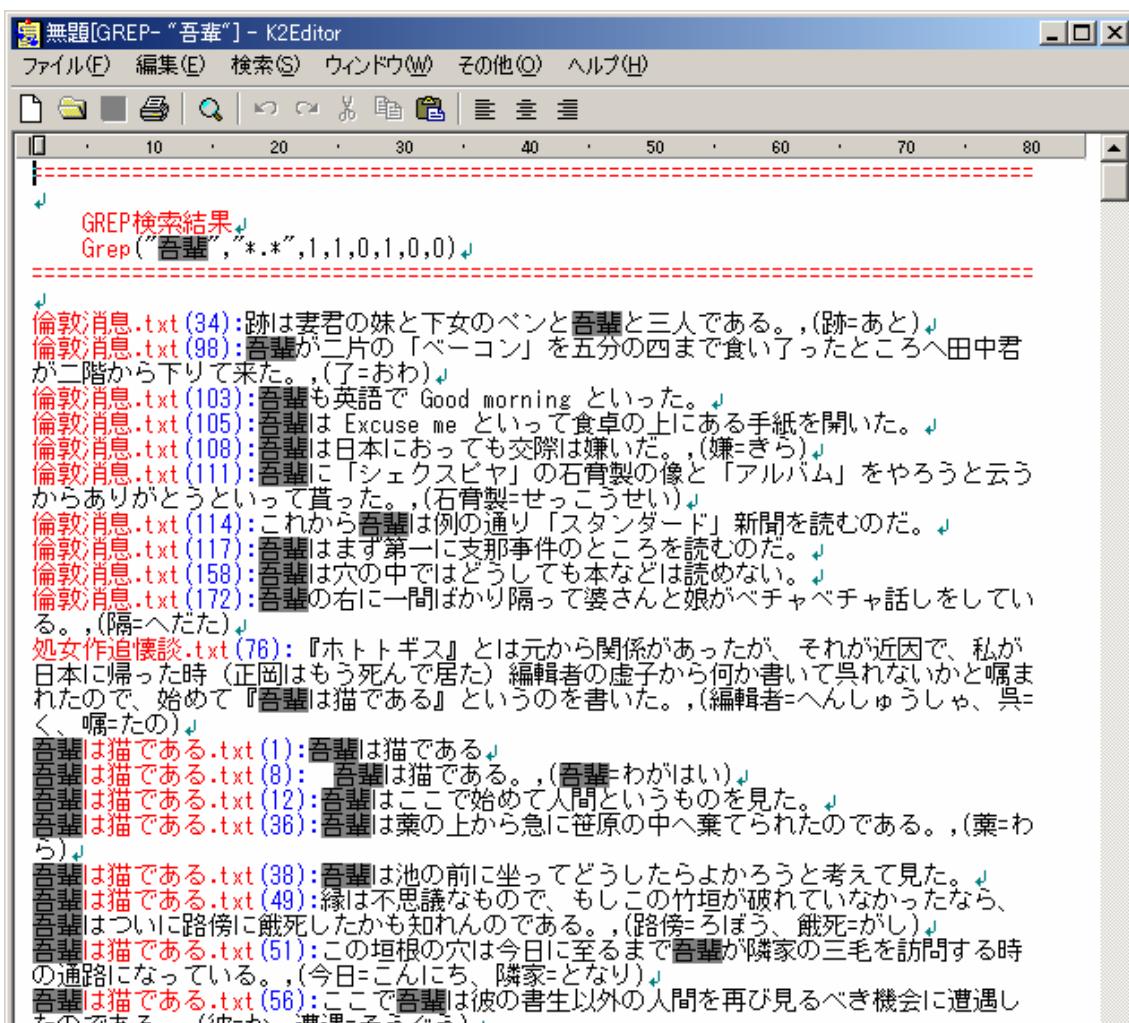 無題[GREP- "吾輩"] - K2Editor
ファイル(F) 編集(E) 検索(S) ウィンドウ(W) その他(O) ヘルプ(H)
10 20 30 40 50 60 70 80
================================================================================
GREP検索結果
Grep("吾輩","*.*",1,1,0,1,0,0)
================================================================================
倫敦消息.txt(34):跡は妻君の妹と下女のペンと吾輩と三人である。,(跡=あと)
倫敦消息.txt(98):吾輩が二片の「ベーコン」を五分の四まで食い了ったところへ田中君
が二階から下りて来た。,(了=おわ)
倫敦消息.txt(103):吾輩も英語で Good morning といった。
倫敦消息.txt(105):吾輩は Excuse me といって食卓の上にある手紙を開いた。
倫敦消息.txt(108):吾輩は日本におっても交際は嫌いだ。,(嫌=きら)
倫敦消息.txt(111):吾輩に「シェクスピヤ」の石膏製の像と「アルバム」をやろうと云う
からありがとうといって貰った。,(石膏製=せっこうせい)
倫敦消息.txt(114):これから吾輩は例の通り「スタンダード」新聞を読むのだ。
倫敦消息.txt(117):吾輩はまず第一に支那事件のところを読むのだ。
倫敦消息.txt(158):吾輩は穴の中ではどうしても本などは読めない。
倫敦消息.txt(172):吾輩の右に一間ばかり隔って婆さんと娘がベチャベチャ話しをしてい
る。,(隔=へだた)
処女作追懐談.txt(76):『ホトトギス』とは元から関係があったが、それが近因で、私が
日本に帰った時（正岡はもう死んで居た）編輯者の虚子から何か書いて呉れないかと嘱ま
れたので、始めて『吾輩は猫である』というのを書いた。,(編輯者=へんしゅうしゃ、呉=
く、嘱=たの)
吾輩は猫である.txt(1):吾輩は猫である
吾輩は猫である.txt(8):　吾輩は猫である。,(吾輩=わがはい)
吾輩は猫である.txt(12):吾輩はここで始めて人間というものを見た。
吾輩は猫である.txt(36):吾輩は藁の上から急に笹原の中へ棄てられたのである。,(藁=わ
ら)
吾輩は猫である.txt(38):吾輩は池の前に坐ってどうしたらよかろうと考えて見た。
吾輩は猫である.txt(49):縁は不思議なもので、もしこの竹垣が破れていなかったなら、
吾輩はついに路傍に餓死したかも知れんのである。,(路傍=ろぼう、餓死=がし)
吾輩は猫である.txt(51):この垣根の穴は今日に至るまで吾輩が隣家の三毛を訪問する時
の通路になっている。,(今日=こんにち、隣家=となり)
吾輩は猫である.txt(56):ここで吾輩は彼の書生以外の人間を再び見るべき機会に遭遇し
たのである。,(彼=か、遭遇=そうぐう)